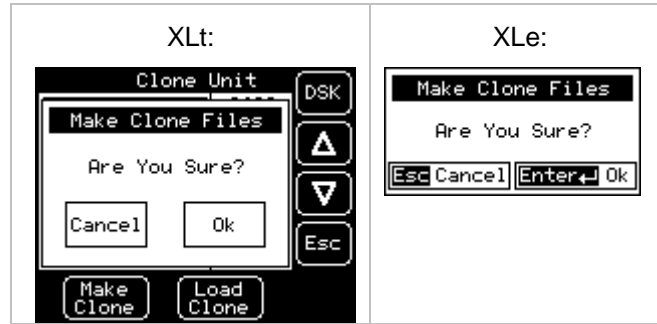 XLt:
Clone Unit
DSK
Make Clone Files
Are You Sure?
Cancel Ok
Esc
Make Clone
Load Clone
XLe:
Make Clone Files
Are You Sure?
Esc Cancel Enter↵ Ok